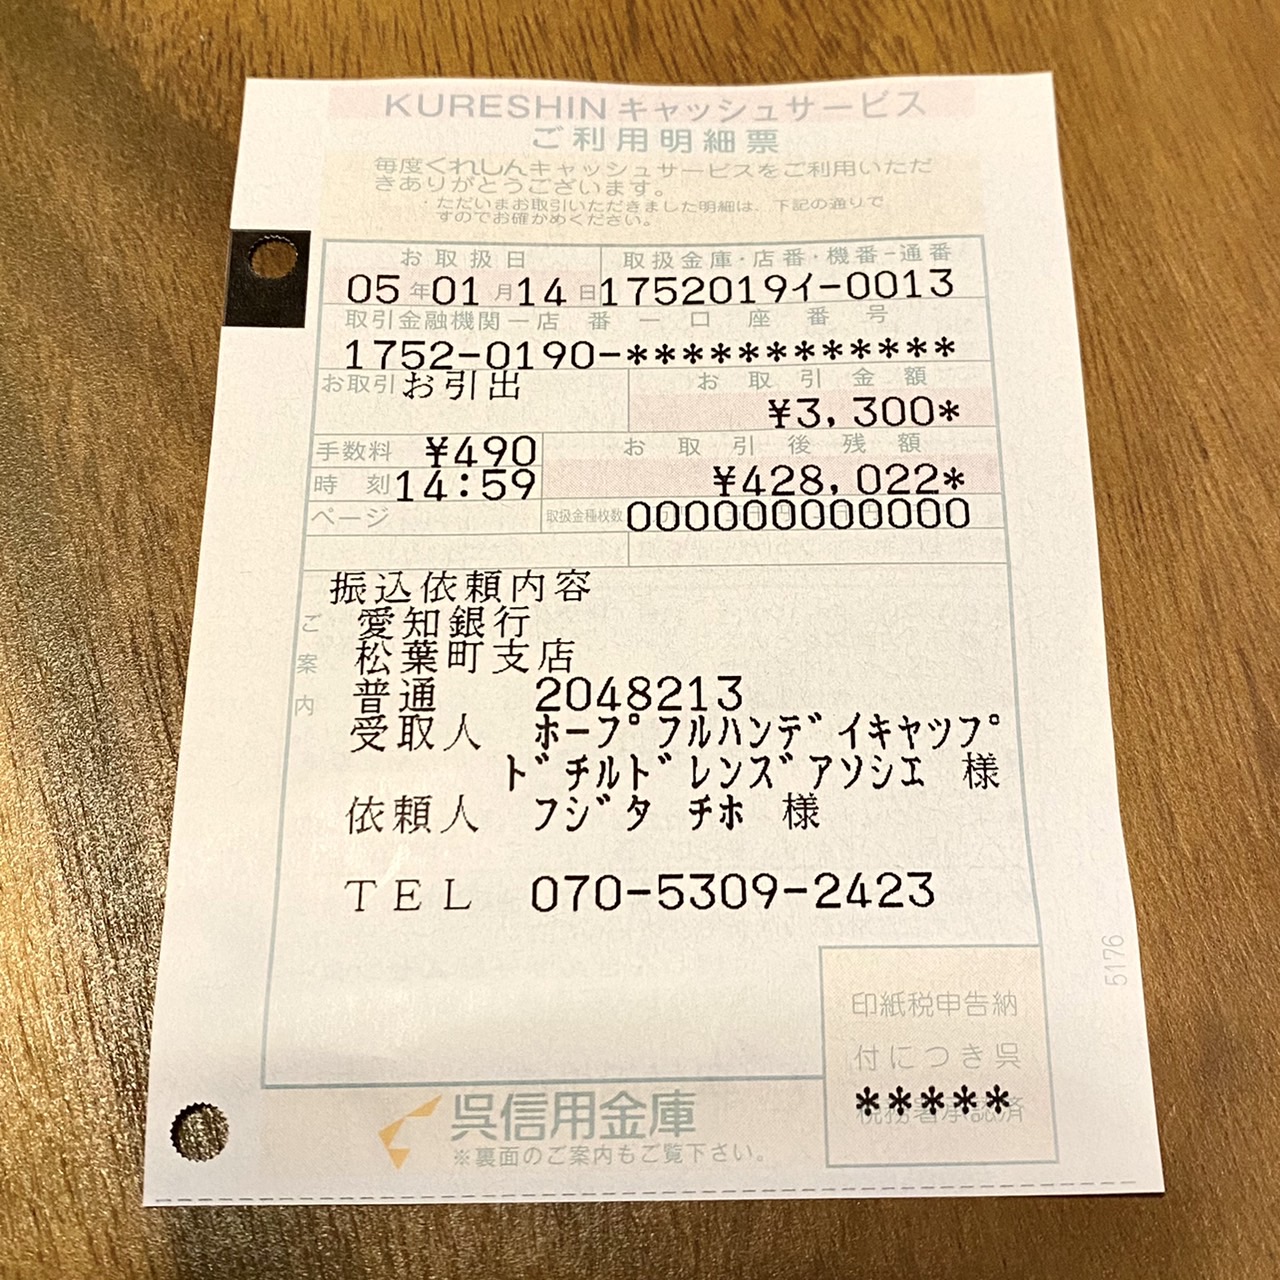 KURESHINキャッシュサービス
ご利用明細票
毎度くれしんキャッシュサービスをご利用いただ
きありがとうございます。
・ただいまお取引いただきました明細は、下記の通りで
すのでお確かめください。
お取扱日 取扱金庫・店番・機番-通番
05年01月14日 1752019イ-0013
取引金融機関-店番-口座番号
1752-0190-************
お取引 お引出 お取引金額
¥3,300*
手数料 ¥490 お取引後残額
時刻 14:59 ¥428,022*
ページ 取扱金種枚数 000000000000
振込依頼内容
愛知銀行
松葉町支店
普通 2048213
受取人 ホープフルハンデイキャツプ
ドチルドレンズアソシエ 様
依頼人 フジタ チホ 様
TEL 070-5309-2423
ご案内
5176
印紙税申告納
付につき呉
*****
税務署承認済
呉信用金庫
※裏面のご案内もご覧下さい。